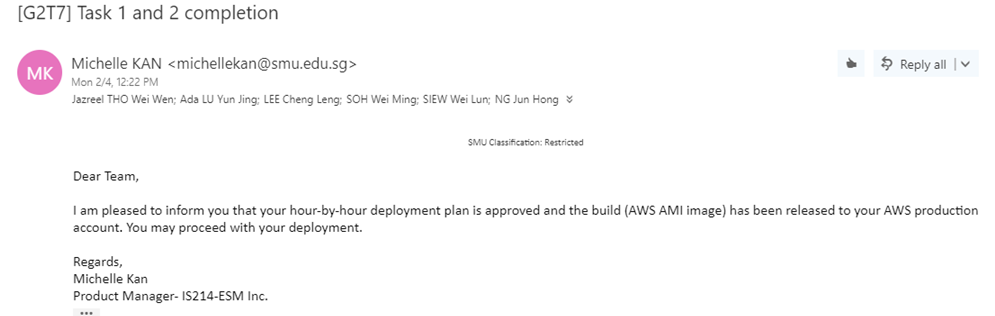 [G2T7] Task 1 and 2 completion
MK
Michelle KAN <michellekan@smu.edu.sg>
Reply all
Mon 2/4, 12:22 PM
Jazreel THO Wei Wen; Ada LU Yun Jing; LEE Cheng Leng; SOH Wei Ming; SIEW Wei Lun; NG Jun Hong
SMU Classification: Restricted
Dear Team,
I am pleased to inform you that your hour-by-hour deployment plan is approved and the build (AWS AMI image) has been released to your AWS production
account. You may proceed with your deployment.
Regards,
Michelle Kan
Product Manager- IS214-ESM Inc.